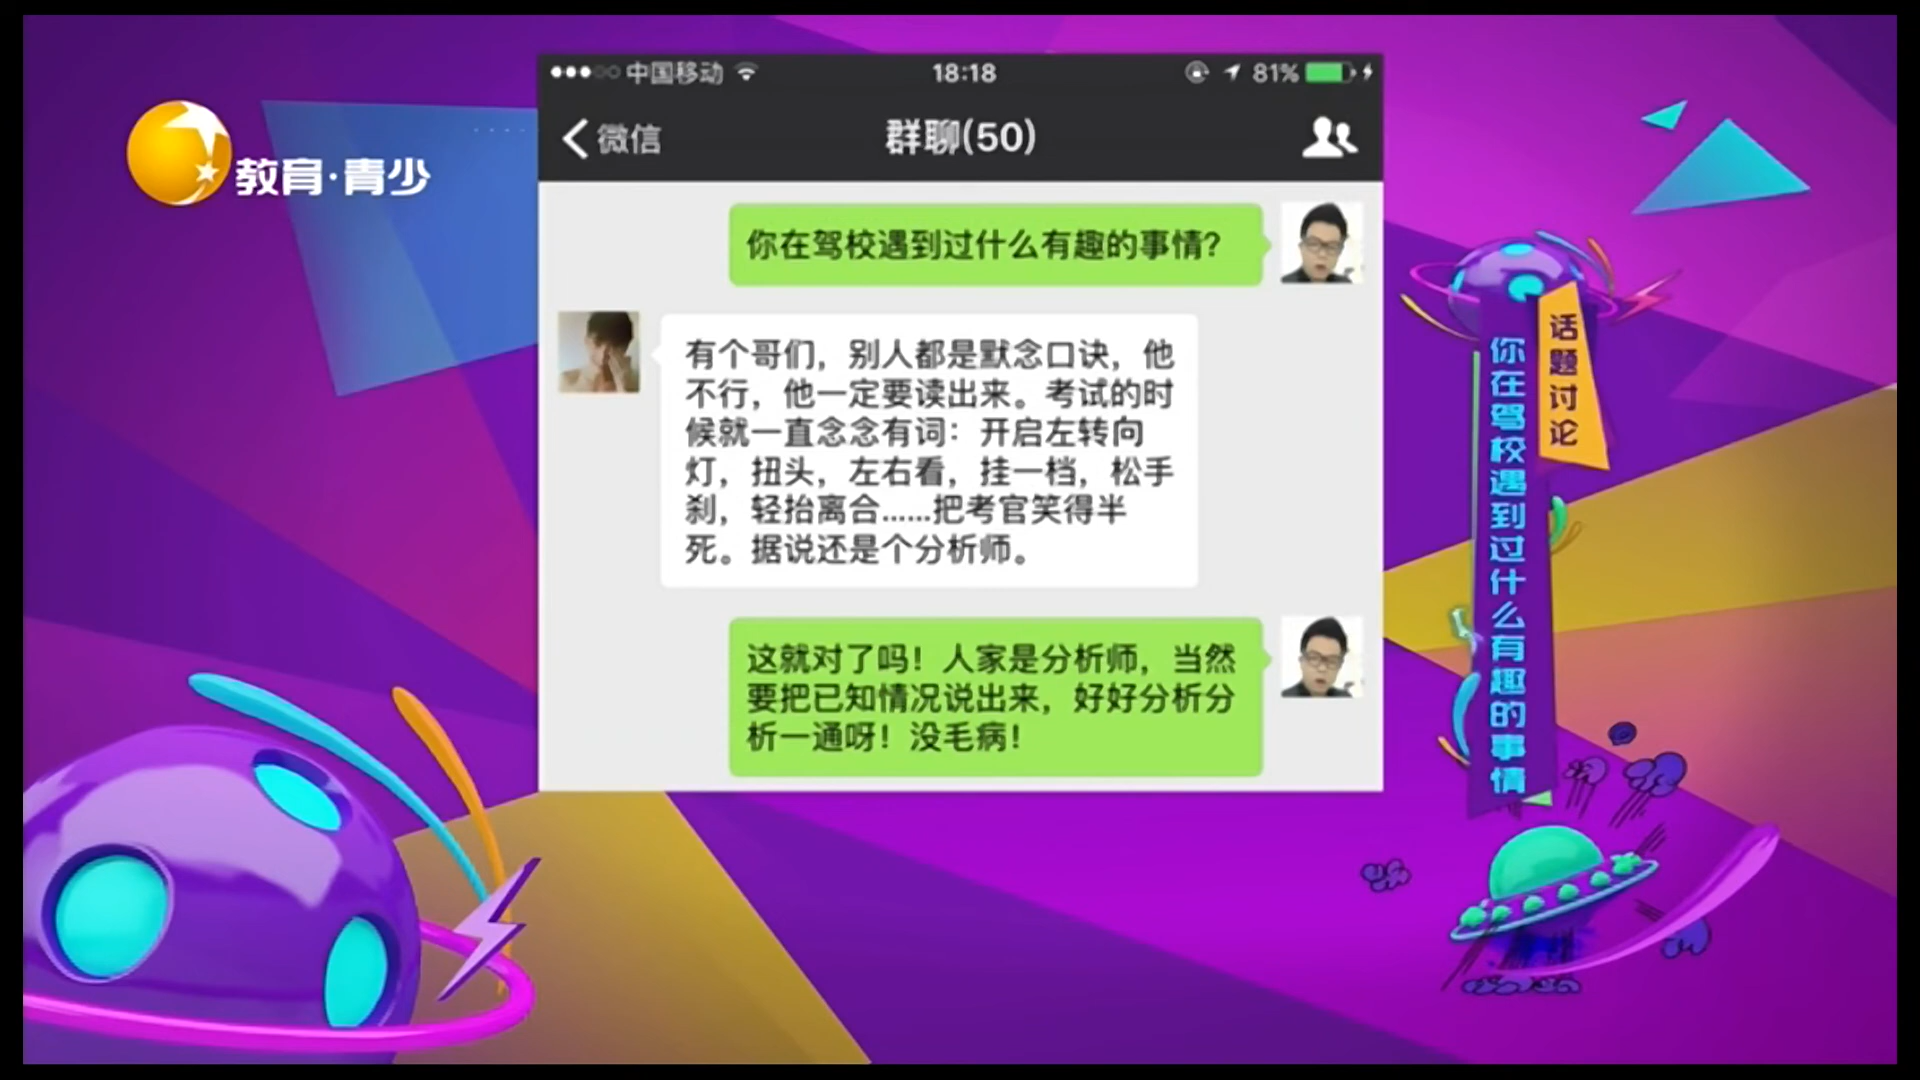 教育·青少
中国移动
18:18
81%
微信
群聊(50)
你在驾校遇到过什么有趣的事情?
有个哥们，别人都是默念口诀，他
不行，他一定要读出来。考试的时
候就一直念念有词：开启左转向
灯，扭头，左右看，挂一档，松手
刹，轻抬离合......把考官笑得半
死。据说还是个分析师。
这就对了吗！人家是分析师，当然
要把已知情况说出来，好好分析分
析一通呀！没毛病！
话题讨论
你在驾校遇到过什么有趣的事情